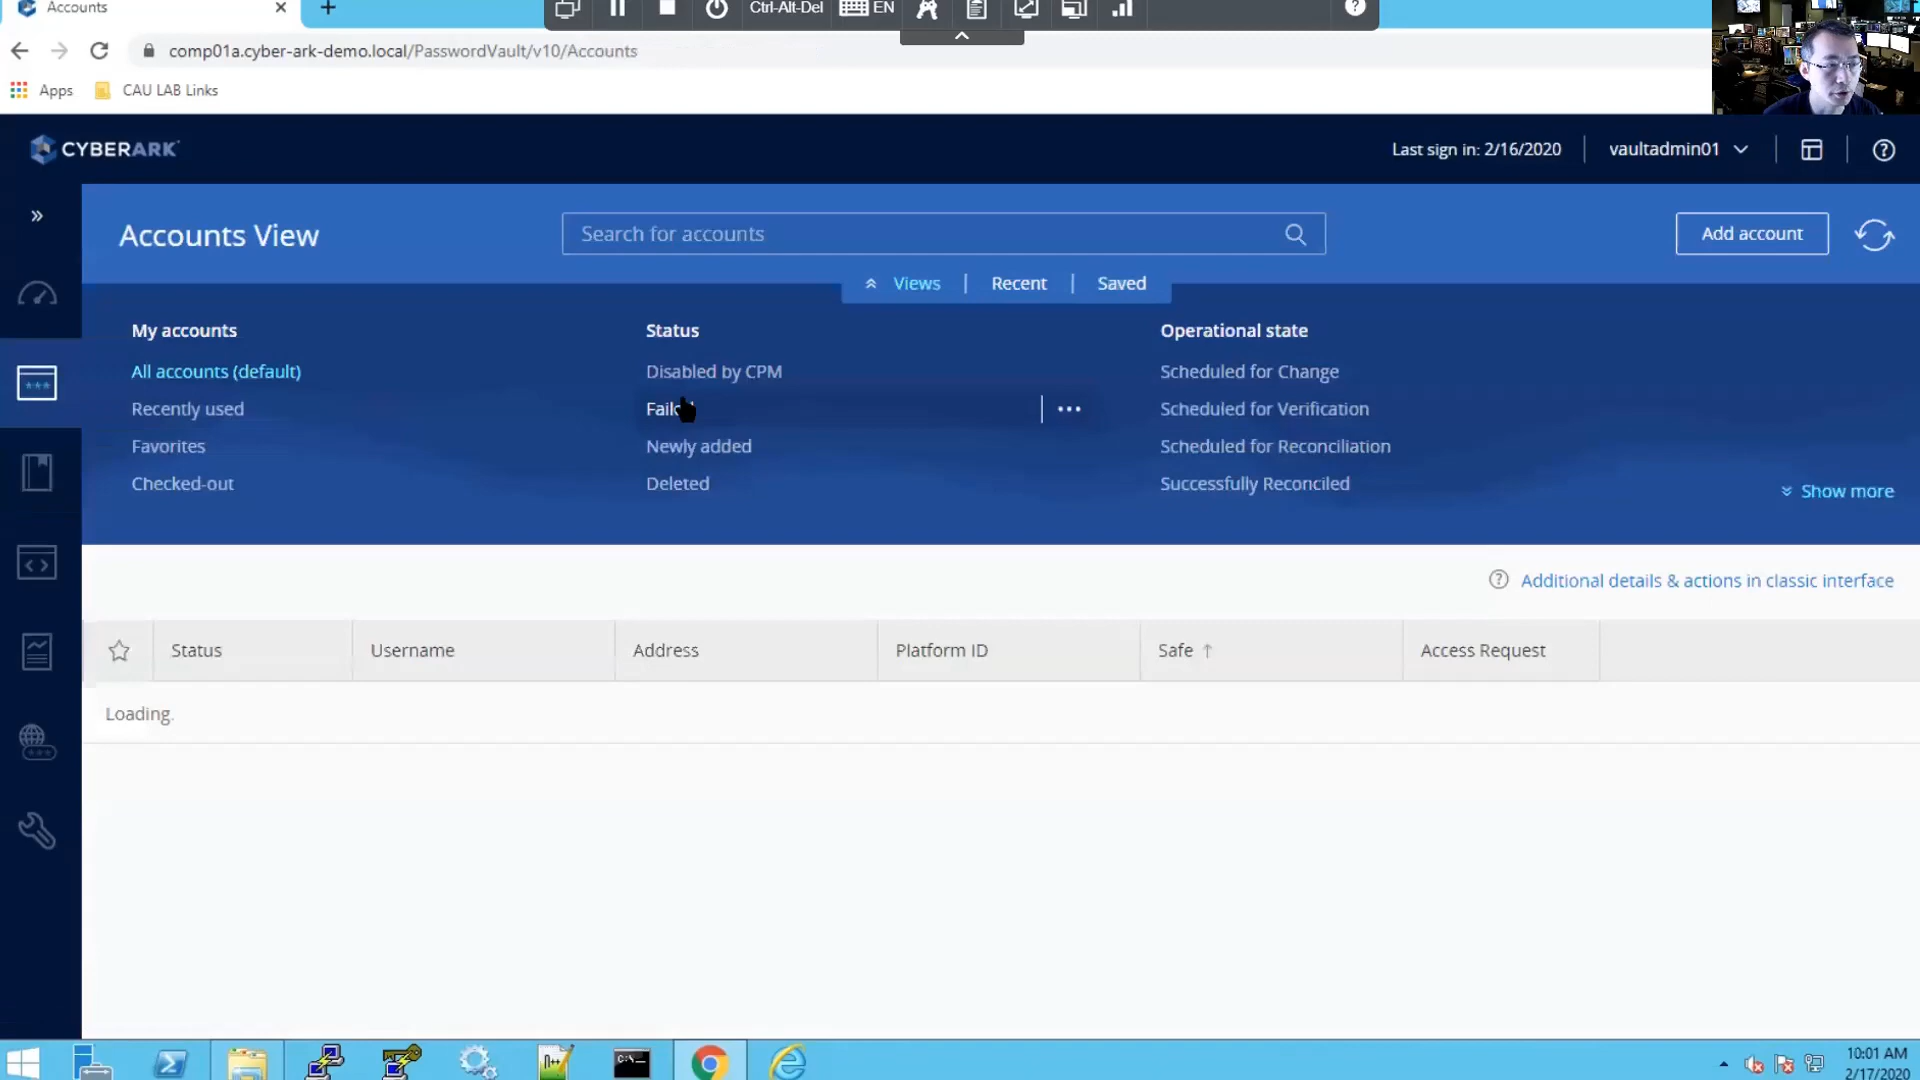 Accounts
Ctrl-Alt-Del
EN
comp01a.cyber-ark-demo.local/PasswordVault/v10/Accounts
Apps
CAU LAB Links
CYBERARK
Last sign in: 2/16/2020
vaultadmin01
Accounts View
Search for accounts
Add account
Views
Recent
Saved
My accounts
All accounts (default)
Recently used
Favorites
Checked-out
Status
Disabled by CPM
Newly added
Deleted
Operational state
Scheduled for Change
Scheduled for Verification
Scheduled for Reconciliation
Successfully Reconciled
Show more
Additional details & actions in classic interface
Status
Username
Address
Platform ID
Safe
Access Request
Loading.
10:01 AM
2/17/2020